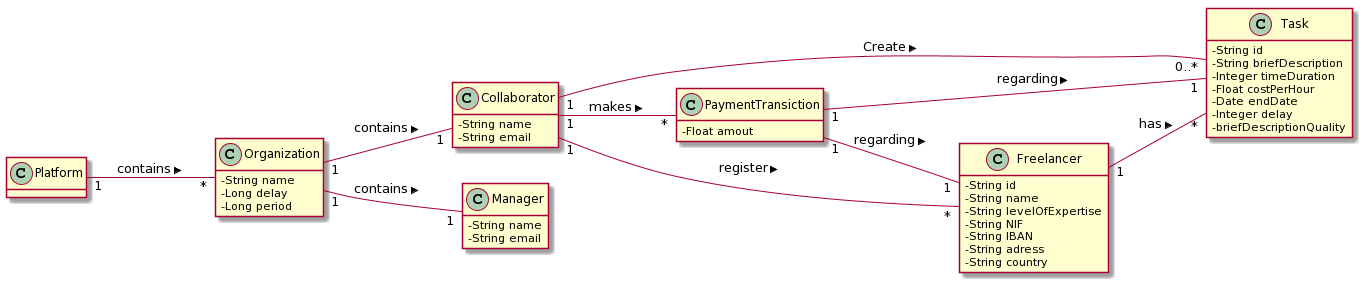 C Platform
contains ▶
1
*
C Organization
-String name
-Long delay
-Long period
contains ▶
1
1
contains ▶
1
1
C Collaborator
-String name
-String email
C Manager
-String name
-String email
Create ▶
1
0..*
makes ▶
1
*
register ▶
1
*
C PaymentTransiction
-Float amout
regarding ▶
1
1
regarding ▶
1
1
C Freelancer
-String id
-String name
-String levelOfExpertise
-String NIF
-String IBAN
-String adress
-String country
has ▶
1
*
C Task
-String id
-String briefDescription
-Integer timeDuration
-Float costPerHour
-Date endDate
-Integer delay
-briefDescriptionQuality